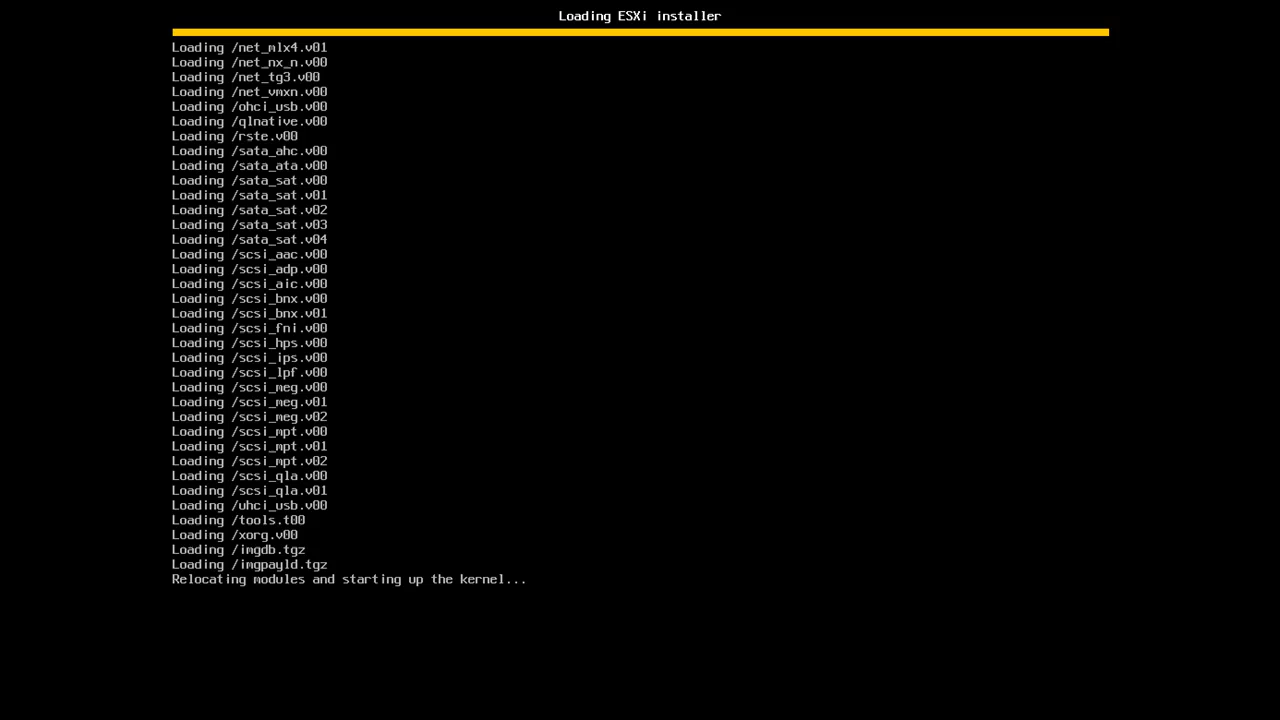 Loading ESXi installer
Loading /net_mlx4.v01
Loading /net_nx_n.v00
Loading /net_tg3.v00
Loading /net_vmxn.v00
Loading /ohci_usb.v00
Loading /qlnative.v00
Loading /rste.v00
Loading /sata_ahc.v00
Loading /sata_ata.v00
Loading /sata_sat.v00
Loading /sata_sat.v01
Loading /sata_sat.v02
Loading /sata_sat.v03
Loading /sata_sat.v04
Loading /scsi_aac.v00
Loading /scsi_adp.v00
Loading /scsi_aic.v00
Loading /scsi_bnx.v00
Loading /scsi_bnx.v01
Loading /scsi_fni.v00
Loading /scsi_hps.v00
Loading /scsi_ips.v00
Loading /scsi_lpf.v00
Loading /scsi_meg.v00
Loading /scsi_meg.v01
Loading /scsi_meg.v02
Loading /scsi_mpt.v00
Loading /scsi_mpt.v01
Loading /scsi_mpt.v02
Loading /scsi_qla.v00
Loading /scsi_qla.v01
Loading /uhci_usb.v00
Loading /tools.t00
Loading /xorg.v00
Loading /imgdb.tgz
Loading /imgpayld.tgz
Relocating modules and starting up the kernel...